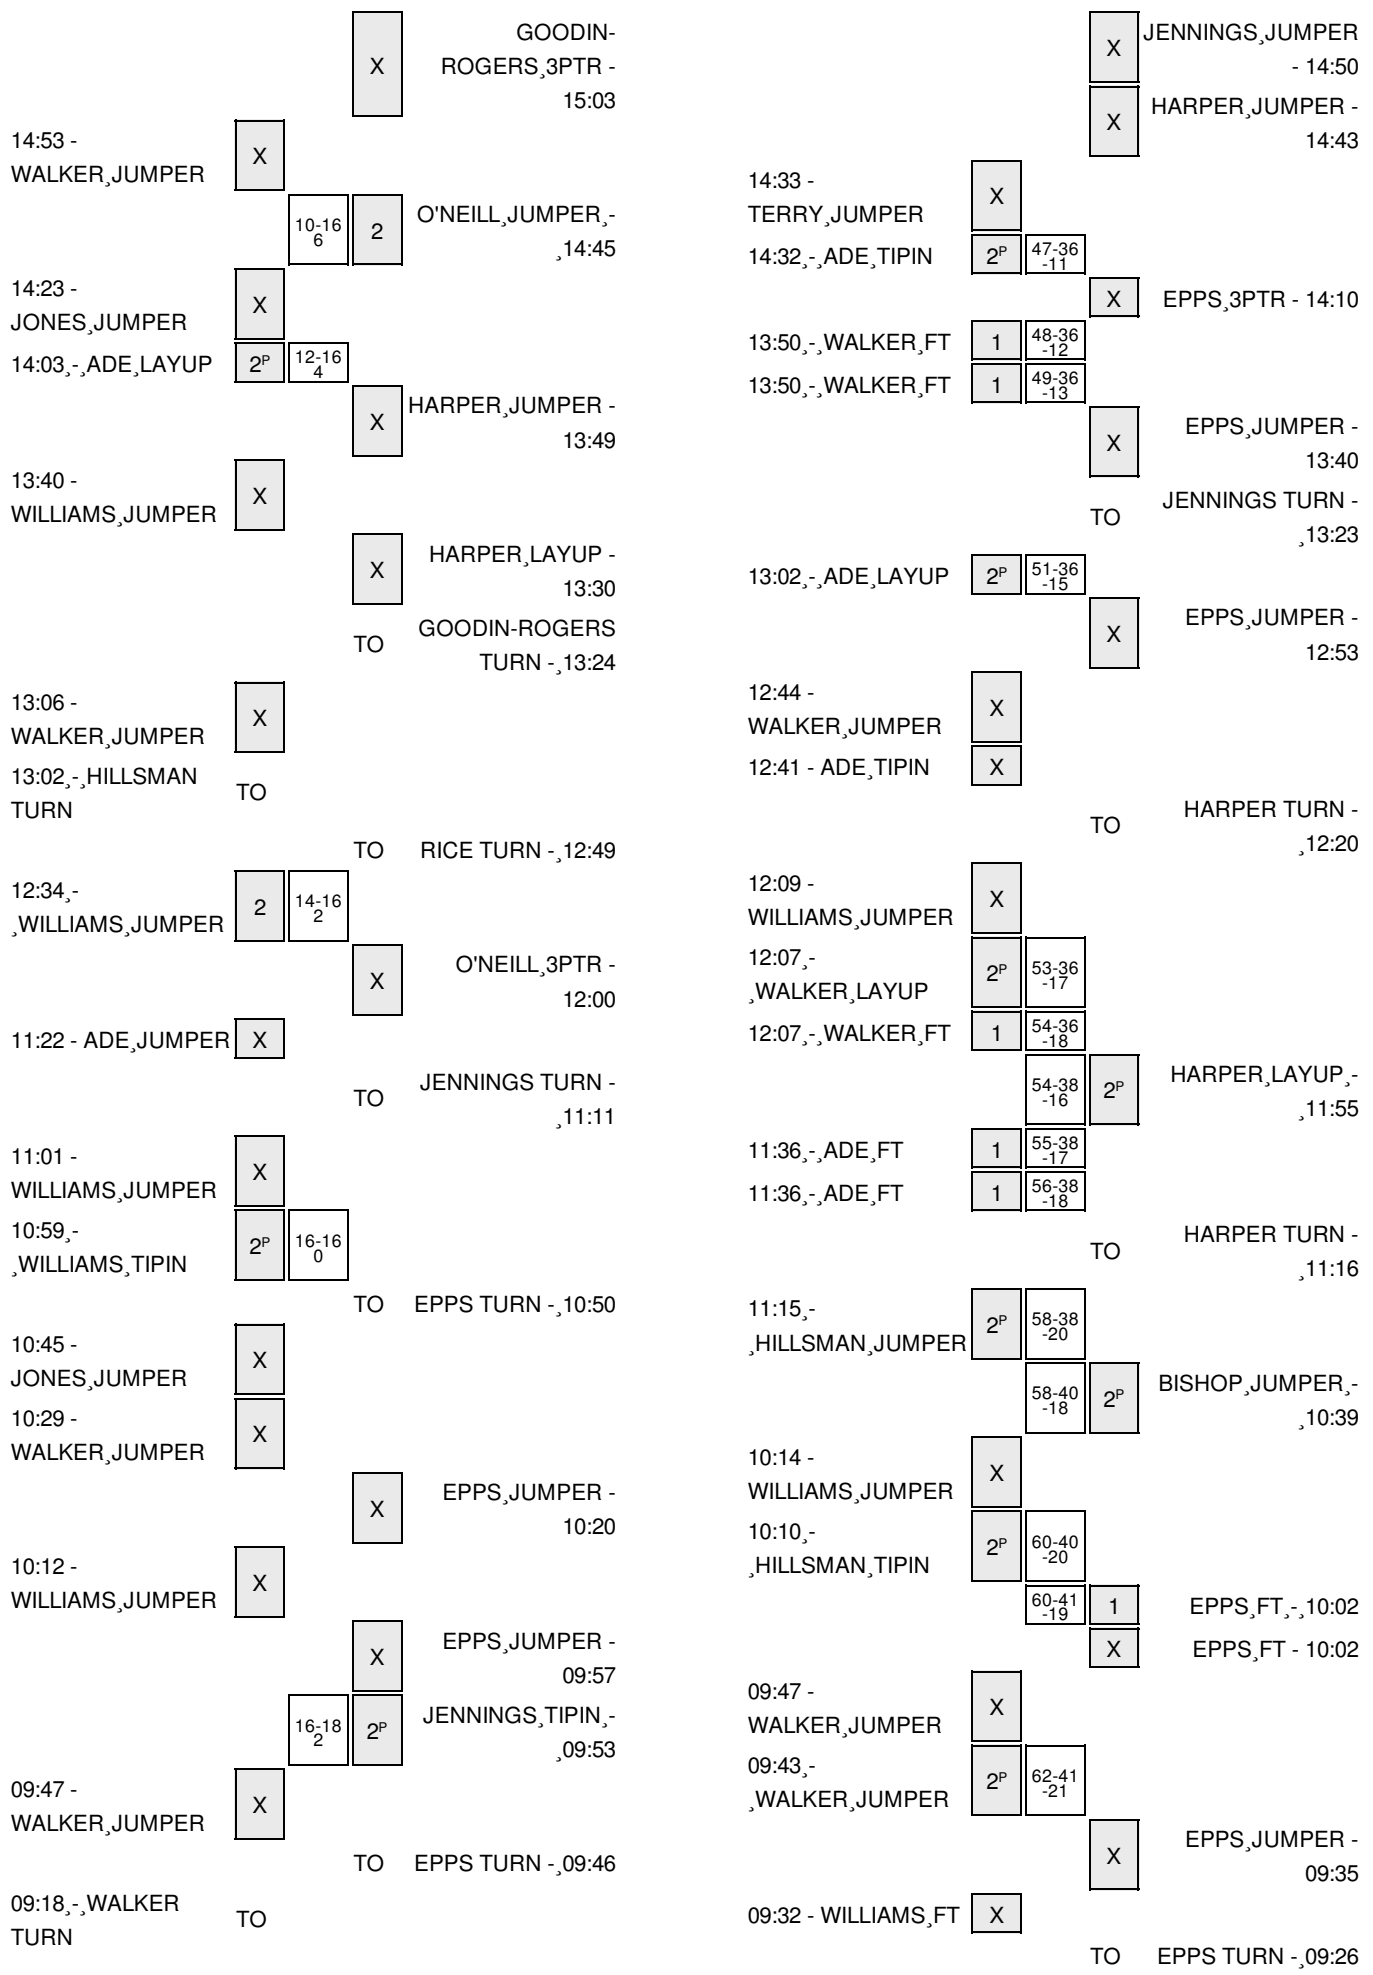 GOODIN-
X
ROGERS¸3PTR -
15:03
14:53 -
X
WALKER¸JUMPER
10-16
6
2
O'NEILL¸JUMPER¸-
¸14:45
14:23 -
X
JONES¸JUMPER
14:03¸-¸ADE¸LAYUP
2P
12-16
4
X
HARPER¸JUMPER -
13:49
13:40 -
X
WILLIAMS¸JUMPER
X
HARPER¸LAYUP -
13:30
TO
GOODIN-ROGERS
TURN -¸13:24
13:06 -
X
WALKER¸JUMPER
13:02¸-¸HILLSMAN
TO
TURN
TO
RICE TURN -¸12:49
12:34¸-
¸WILLIAMS¸JUMPER
2
14-16
2
X
O'NEILL¸3PTR -
12:00
11:22 - ADE¸JUMPER
X
TO
JENNINGS TURN -
¸11:11
11:01 -
X
WILLIAMS¸JUMPER
10:59¸-
¸WILLIAMS¸TIPIN
2P
16-16
0
TO
EPPS TURN -¸10:50
10:45 -
X
JONES¸JUMPER
10:29 -
X
WALKER¸JUMPER
X
EPPS¸JUMPER -
10:20
10:12 -
X
WILLIAMS¸JUMPER
X
EPPS¸JUMPER -
09:57
16-18
2
2P
JENNINGS¸TIPIN¸-
¸09:53
09:47 -
X
WALKER¸JUMPER
TO
EPPS TURN -¸09:46
09:18¸-¸WALKER
TO
TURN
X
JENNINGS¸JUMPER
- 14:50
X
HARPER¸JUMPER -
14:43
14:33 -
X
TERRY¸JUMPER
14:32¸-¸ADE¸TIPIN
2P
47-36
-11
X
EPPS¸3PTR - 14:10
13:50¸-¸WALKER¸FT
1
48-36
-12
13:50¸-¸WALKER¸FT
1
49-36
-13
X
EPPS¸JUMPER -
13:40
TO
JENNINGS TURN -
¸13:23
13:02¸-¸ADE¸LAYUP
2P
51-36
-15
X
EPPS¸JUMPER -
12:53
12:44 -
X
WALKER¸JUMPER
12:41 - ADE¸TIPIN
X
TO
HARPER TURN -
¸12:20
12:09 -
X
WILLIAMS¸JUMPER
12:07¸-
¸WALKER¸LAYUP
2P
53-36
-17
12:07¸-¸WALKER¸FT
1
54-36
-18
54-38
-16
2P
HARPER¸LAYUP¸-
¸11:55
11:36¸-¸ADE¸FT
1
55-38
-17
11:36¸-¸ADE¸FT
1
56-38
-18
TO
HARPER TURN -
¸11:16
11:15¸-
¸HILLSMAN¸JUMPER
2P
58-38
-20
58-40
-18
2P
BISHOP¸JUMPER¸-
¸10:39
10:14 -
X
WILLIAMS¸JUMPER
10:10¸-
¸HILLSMAN¸TIPIN
2P
60-40
-20
60-41
-19
1
EPPS¸FT¸-¸10:02
X
EPPS¸FT - 10:02
09:47 -
X
WALKER¸JUMPER
09:43¸-
¸WALKER¸JUMPER
2P
62-41
-21
X
EPPS¸JUMPER -
09:35
09:32 - WILLIAMS¸FT
X
TO
EPPS TURN -¸09:26